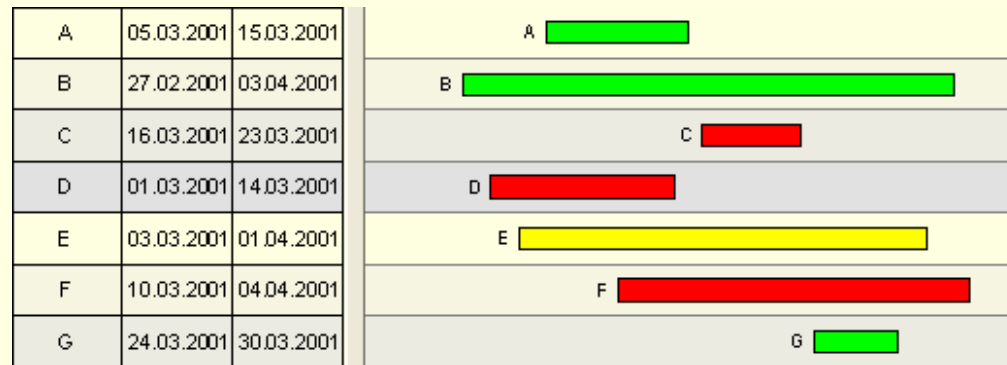 A 05.03.2001 15.03.2001 A
B 27.02.2001 03.04.2001 B
C 16.03.2001 23.03.2001 C
D 01.03.2001 14.03.2001 D
E 03.03.2001 01.04.2001 E
F 10.03.2001 04.04.2001 F
G 24.03.2001 30.03.2001 G